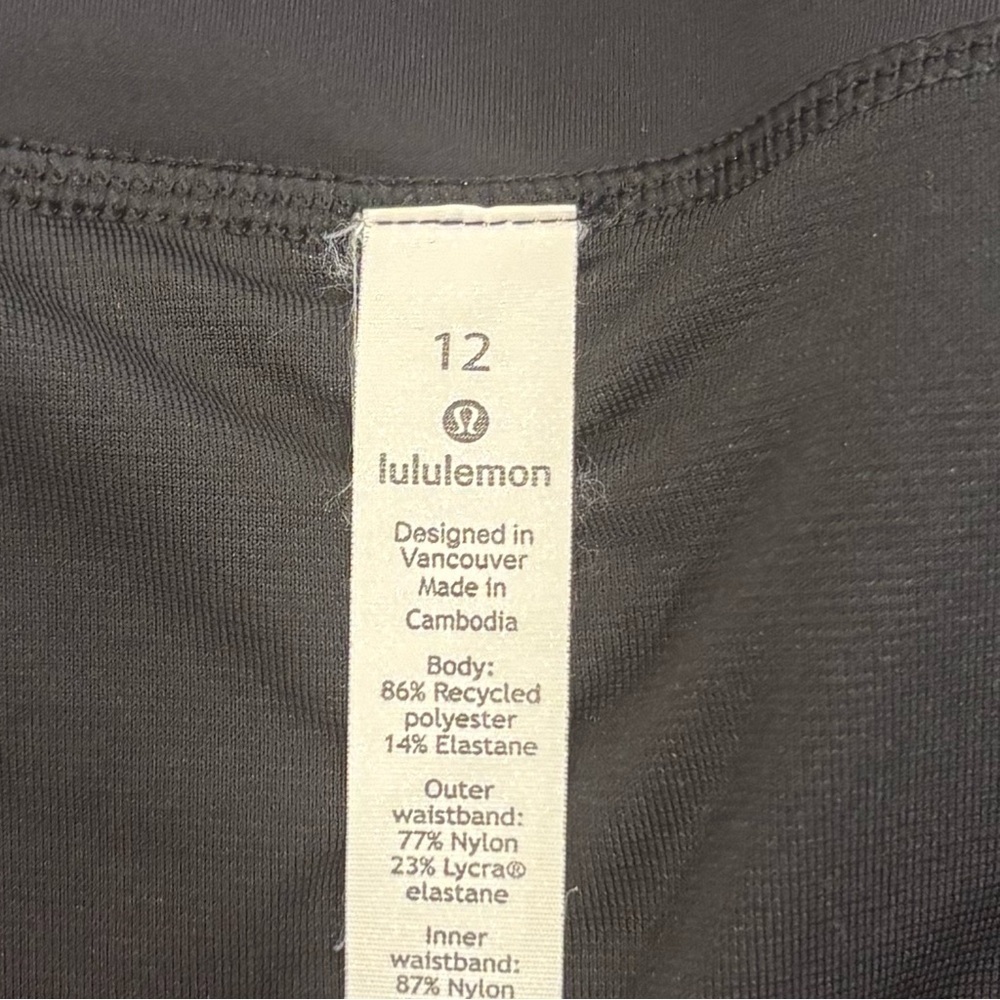 12
lululemon
Designed in
Vancouver
Made in
Cambodia
Body:
86% Recycled
polyester
14% Elastane
Outer
waistband:
77% Nylon
23% Lycra®
elastane
Inner
waistband:
87% Nylon